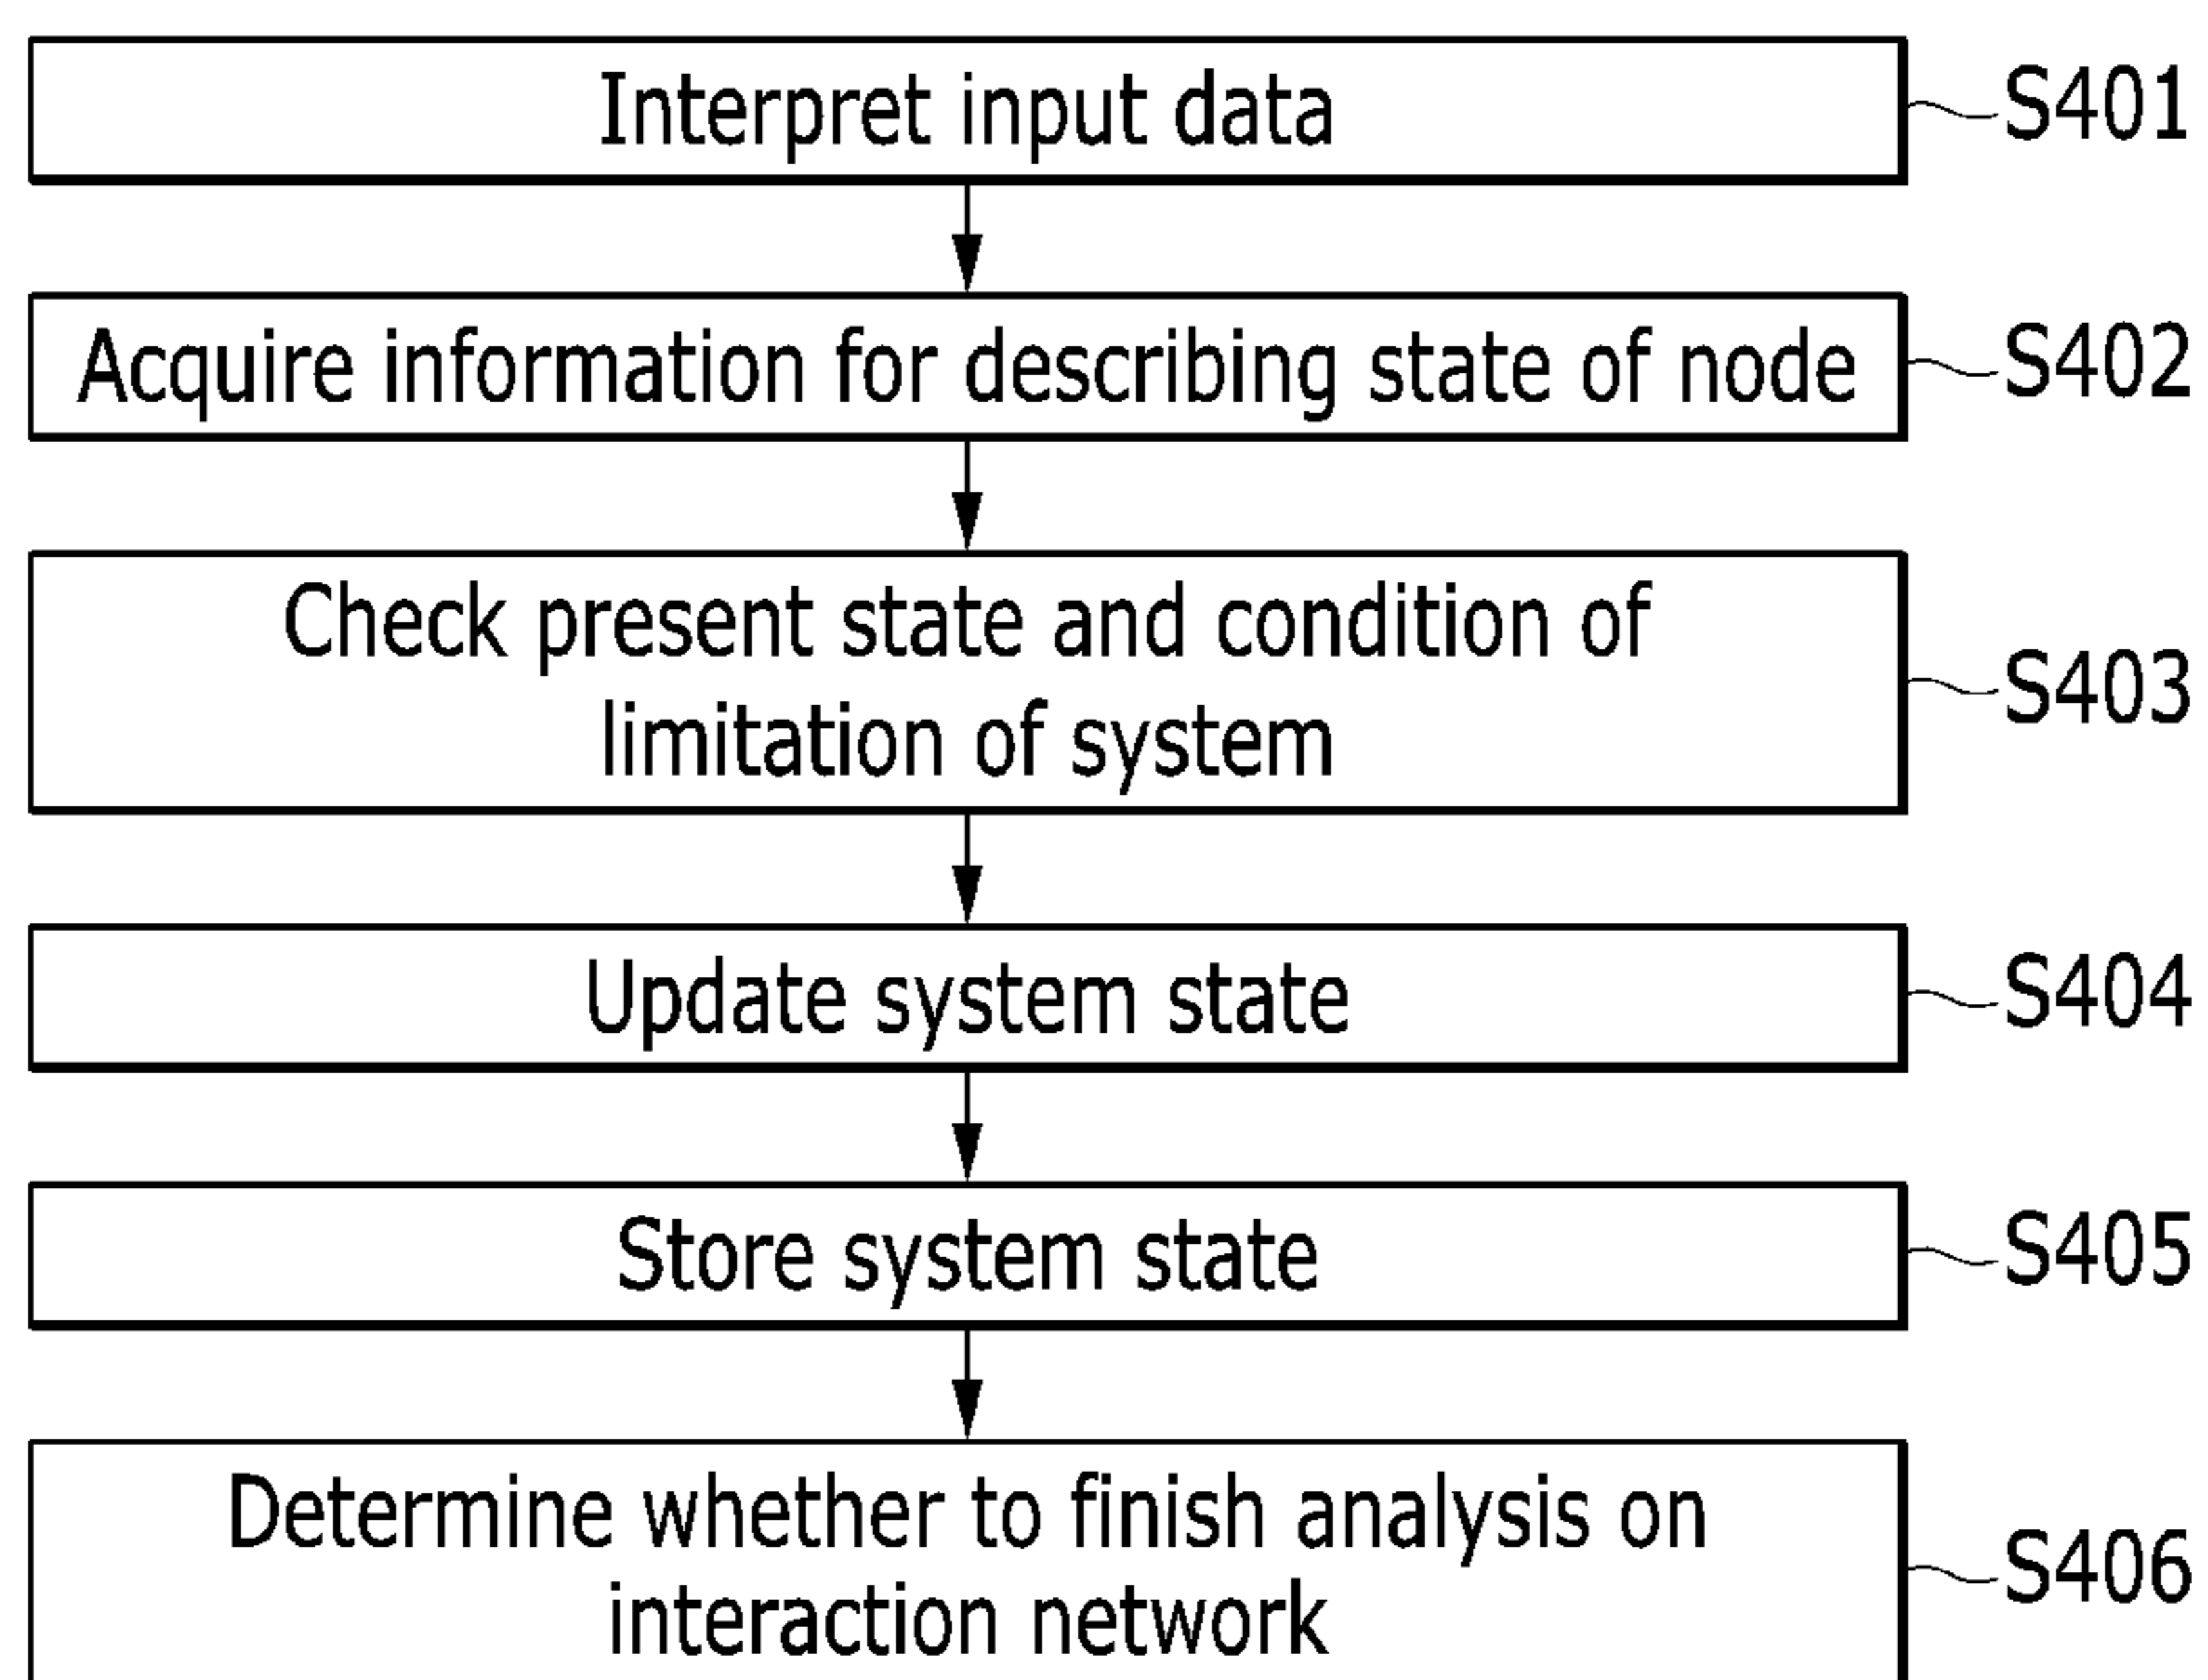 Interpret input data
S401
Acquire information for describing state of node
S402
Check present state and condition of
limitation of system
S403
Update system state
S404
Store system state
S405
Determine whether to finish analysis on
interaction network
S406